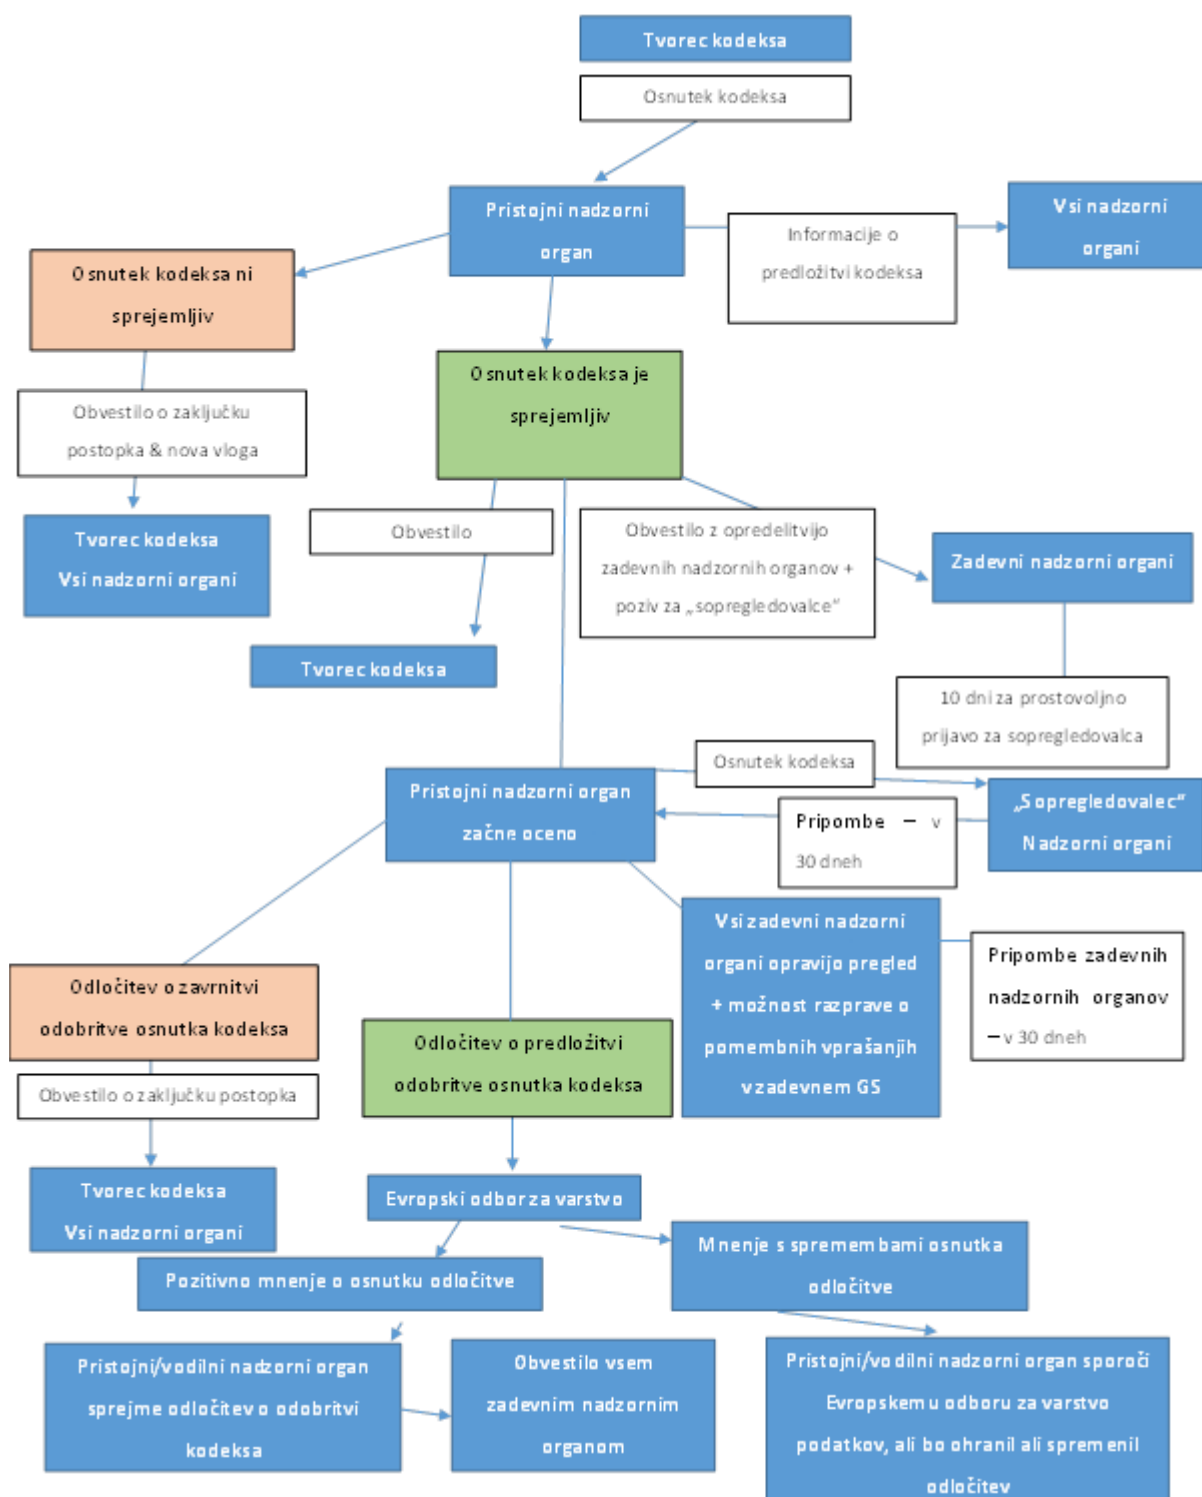 Tvorec kodeksa
Osnutek kodeksa
Pristojni nadzorni
organ
Informacije o
predložitvi kodeksa
Vsi nadzorni
organi
Osnutek kodeksa ni
sprejemljiv
Osnutek kodeksa je
sprejemljiv
Obvestilo o zaključku
postopka & nova vloga
Tvorec kodeksa
Vsi nadzorni organi
Obvestilo
Obvestilo z opredelitvijo
zadevnih nadzornih organov +
poziv za „sopregledovalce“
Zadevni nadzorni organi
Tvorec kodeksa
10 dni za prostovoljno
prijavo za sopregledovalca
Osnutek kodeksa
Pristojni nadzorni organ
začne oceno
„Sopregledovalec“
Nadzorni organi
Pripombe – v
30 dneh
Vsi zadevni nadzorni
organi opravijo pregled
+ možnost razprave o
pomembnih vprašanjih
v zadevnem GS
Pripombe zadevnih
nadzornih organov
– v 30 dneh
Odločitev o zavrnitvi
odobritve osnutka kodeksa
Odločitev o predložitvi
odobritve osnutka kodeksa
Obvestilo o zaključku postopka
Tvorec kodeksa
Vsi nadzorni organi
Evropski odbor za varstvo
Mnenje s spremembami osnutka
odločitve
Pozitivno mnenje o osnutku odločitve
Pristojni/vodilni nadzorni organ
sprejme odločitev o odobritvi
kodeksa
Obvestilo vsem
zadevnim nadzornim
organom
Pristojni/vodilni nadzorni organ sporoči
Evropskemu odboru za varstvo
podatkov, ali bo ohranil ali spremenil
odločitev